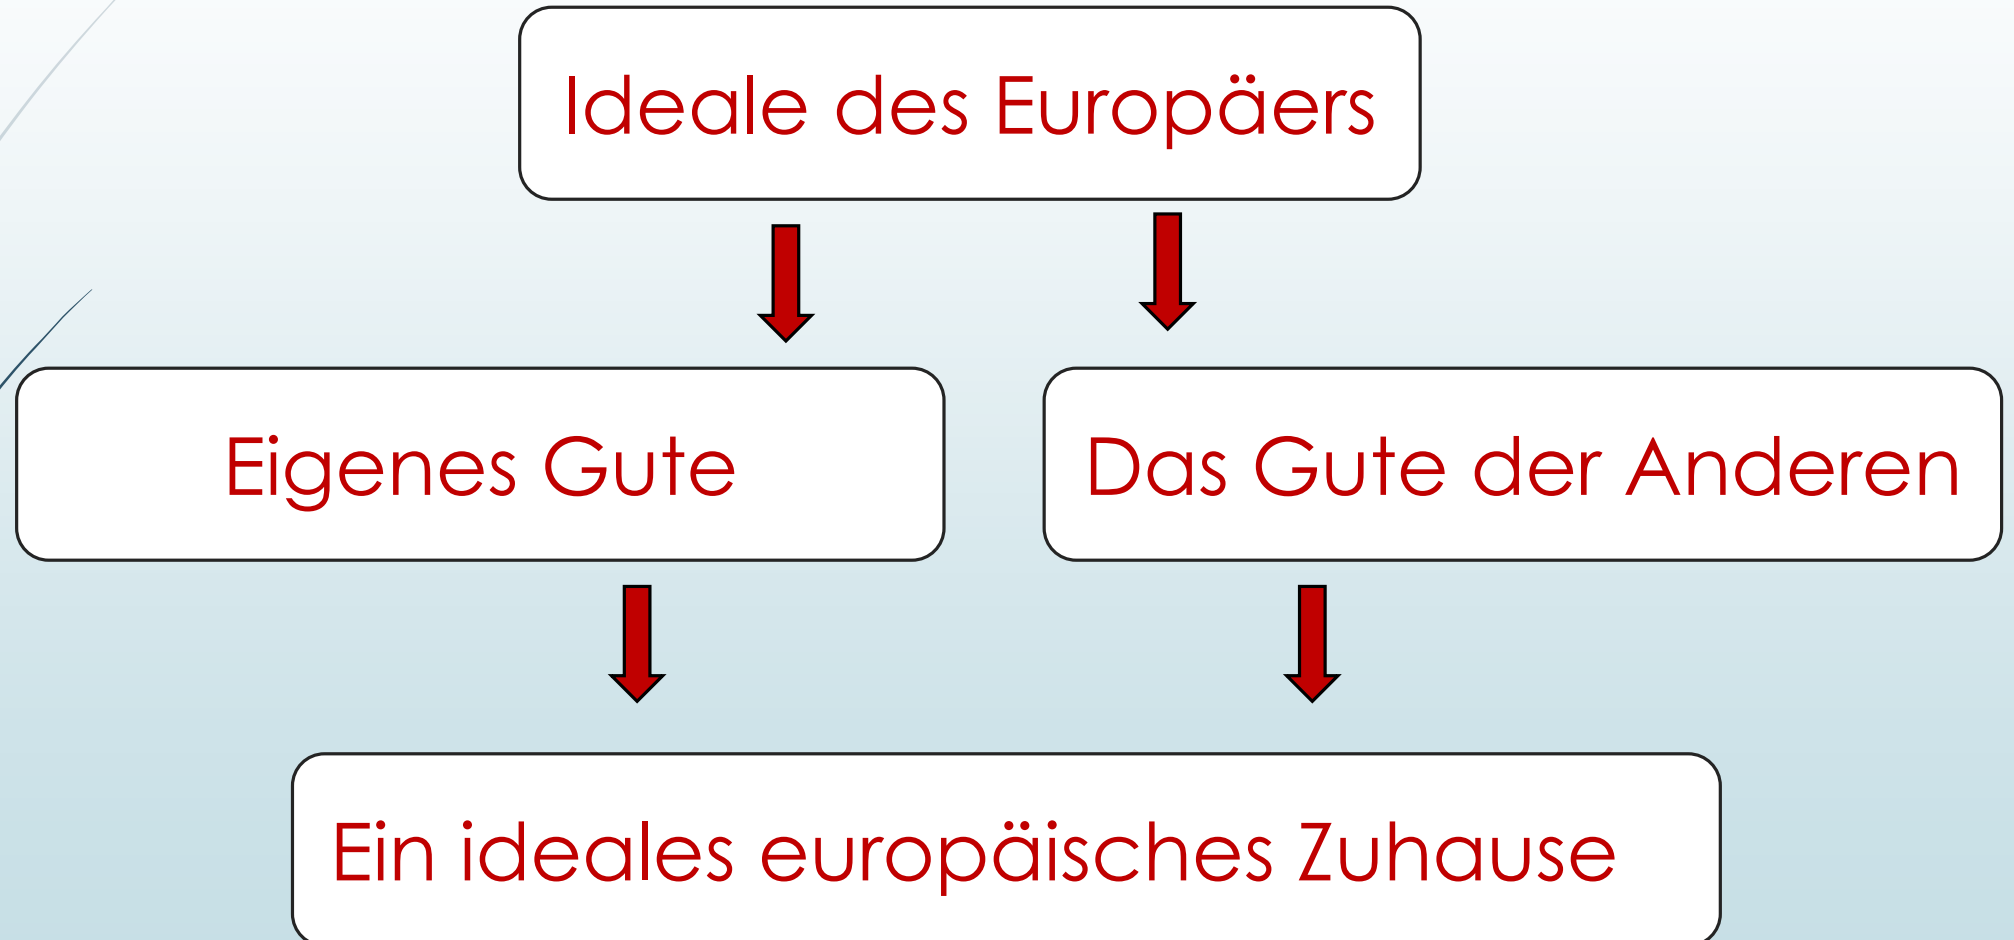 Ideale des Europäers
Eigenes Gute
Das Gute der Anderen
Ein ideales europäisches Zuhause